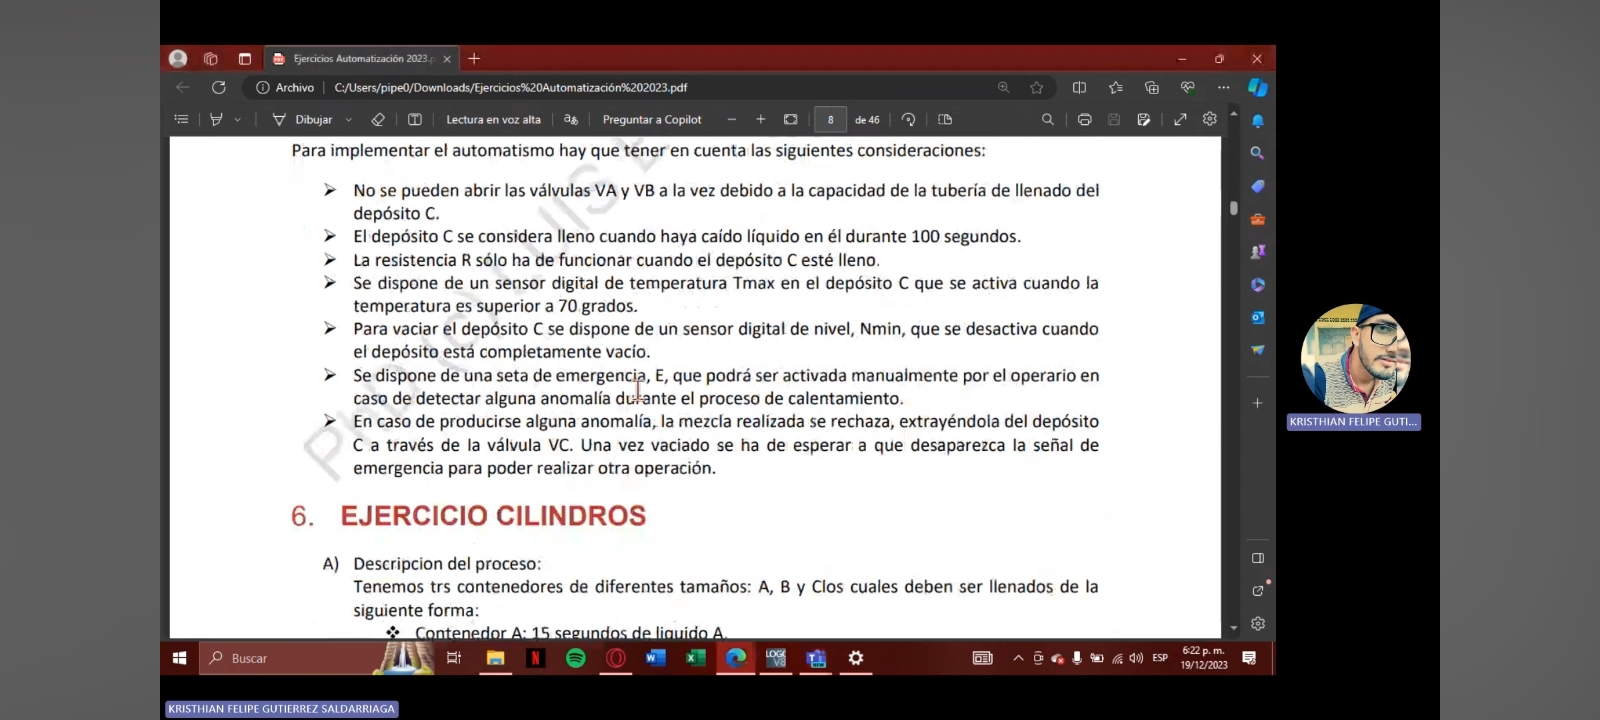 Ejercicios Automatización 2023.p
Archivo
C:/Users/pipe0/Downloads/Ejercicios%20Automatización%202023.pdf
Dibujar
Lectura en voz alta
Preguntar a Copilot
8
de 46
Para implementar el automatismo hay que tener en cuenta las siguientes consideraciones:
No se pueden abrir las válvulas VA y VB a la vez debido a la capacidad de la tubería de llenado del
depósito C.
El depósito C se considera lleno cuando haya caído líquido en él durante 100 segundos.
La resistencia R sólo ha de funcionar cuando el depósito C esté lleno.
Se dispone de un sensor digital de temperatura Tmax en el depósito C que se activa cuando la
temperatura es superior a 70 grados.
Para vaciar el depósito C se dispone de un sensor digital de nivel, Nmin, que se desactiva cuando
el depósito está completamente vacío.
Se dispone de una seta de emergencia, E, que podrá ser activada manualmente por el operario en
caso de detectar alguna anomalía durante el proceso de calentamiento.
En caso de producirse alguna anomalía, la mezcla realizada se rechaza, extrayéndola del depósito
C a través de la válvula VC. Una vez vaciado se ha de esperar a que desaparezca la señal de
emergencia para poder realizar otra operación.
6. EJERCICIO CILINDROS
A) Descripcion del proceso:
Tenemos trs contenedores de diferentes tamaños: A, B y Clos cuales deben ser llenados de la
siguiente forma:
Contenedor A: 15 segundos de liquido A.
PhD (c) LUIS E
KRISTHIAN FELIPE GUTI...
Buscar
ESP
6:22 p. m.
19/12/2023
KRISTHIAN FELIPE GUTIERREZ SALDARRIAGA